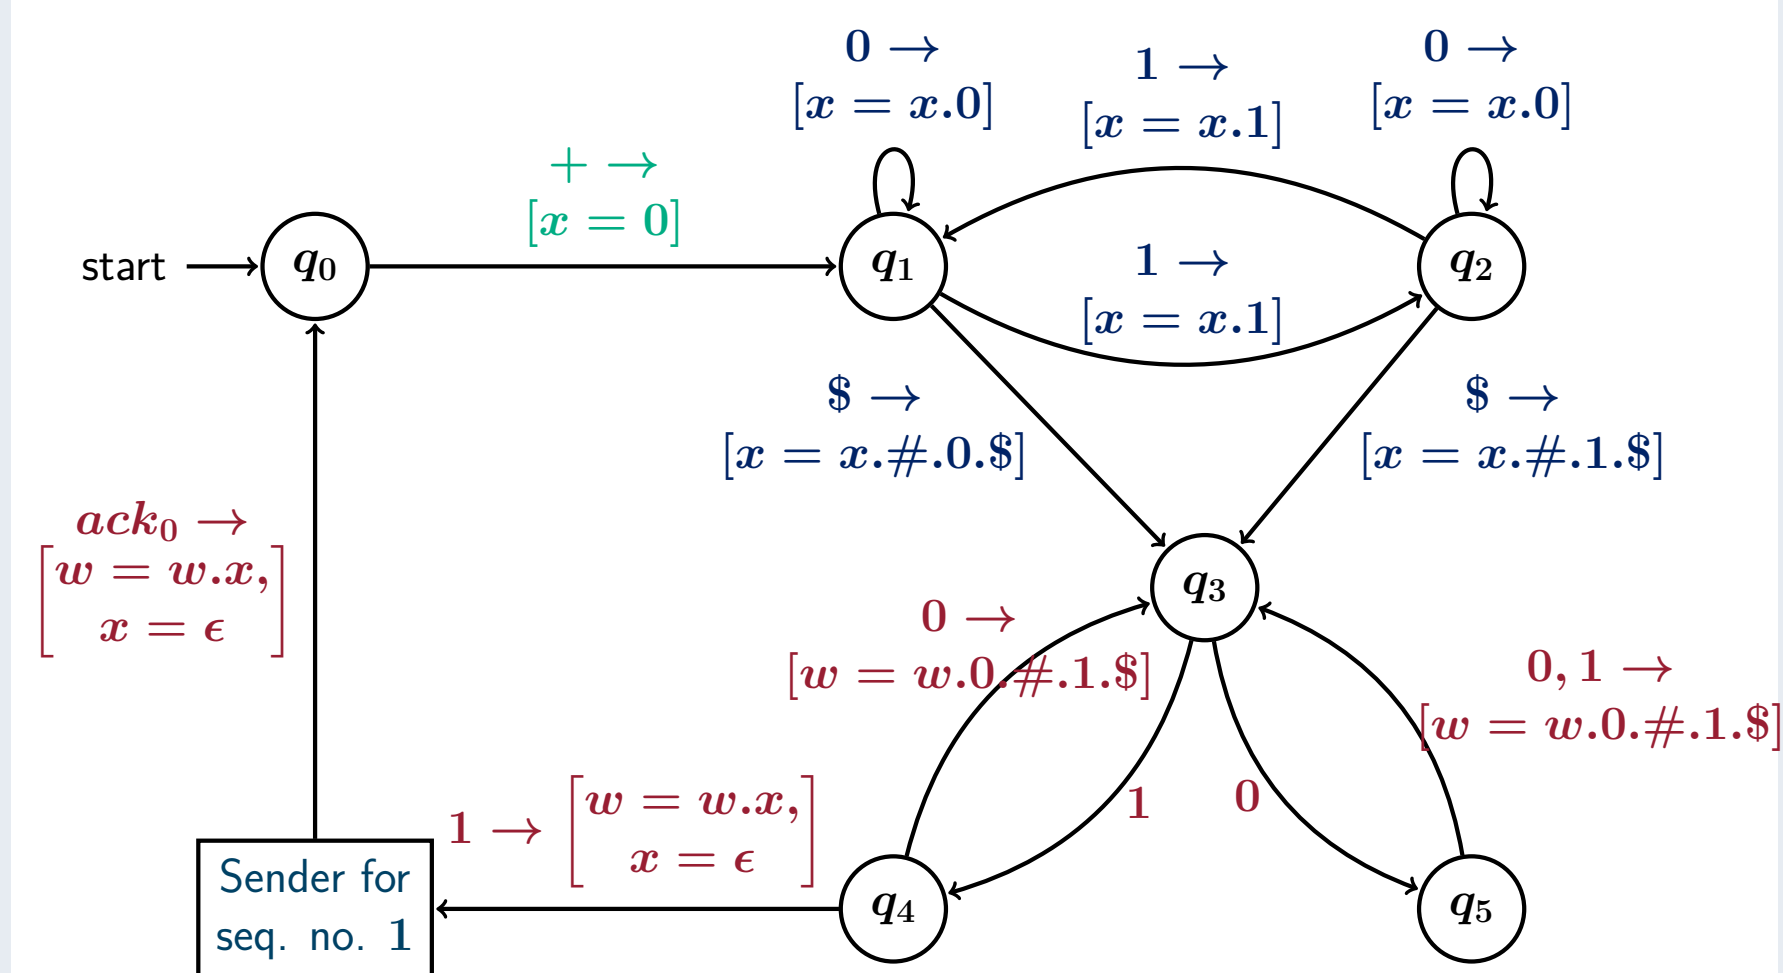 0 →
[x = x.0]
1 →
[x = x.1]
0 →
[x = x.0]
+ →
[x = 0]
start
q₀
q₁
1 →
[x = x.1]
q₂
$ →
[x = x.#.0.$]
$ →
[x = x.#.1.$]
ack₀ →
[w = w.x,
x = ϵ]
q₃
0 →
[w = w.0.#.1.$]
0, 1 →
[w = w.0.#.1.$]
1
0
1 → [w = w.x,
x = ϵ]
Sender for
seq. no. 1
q₄
q₅